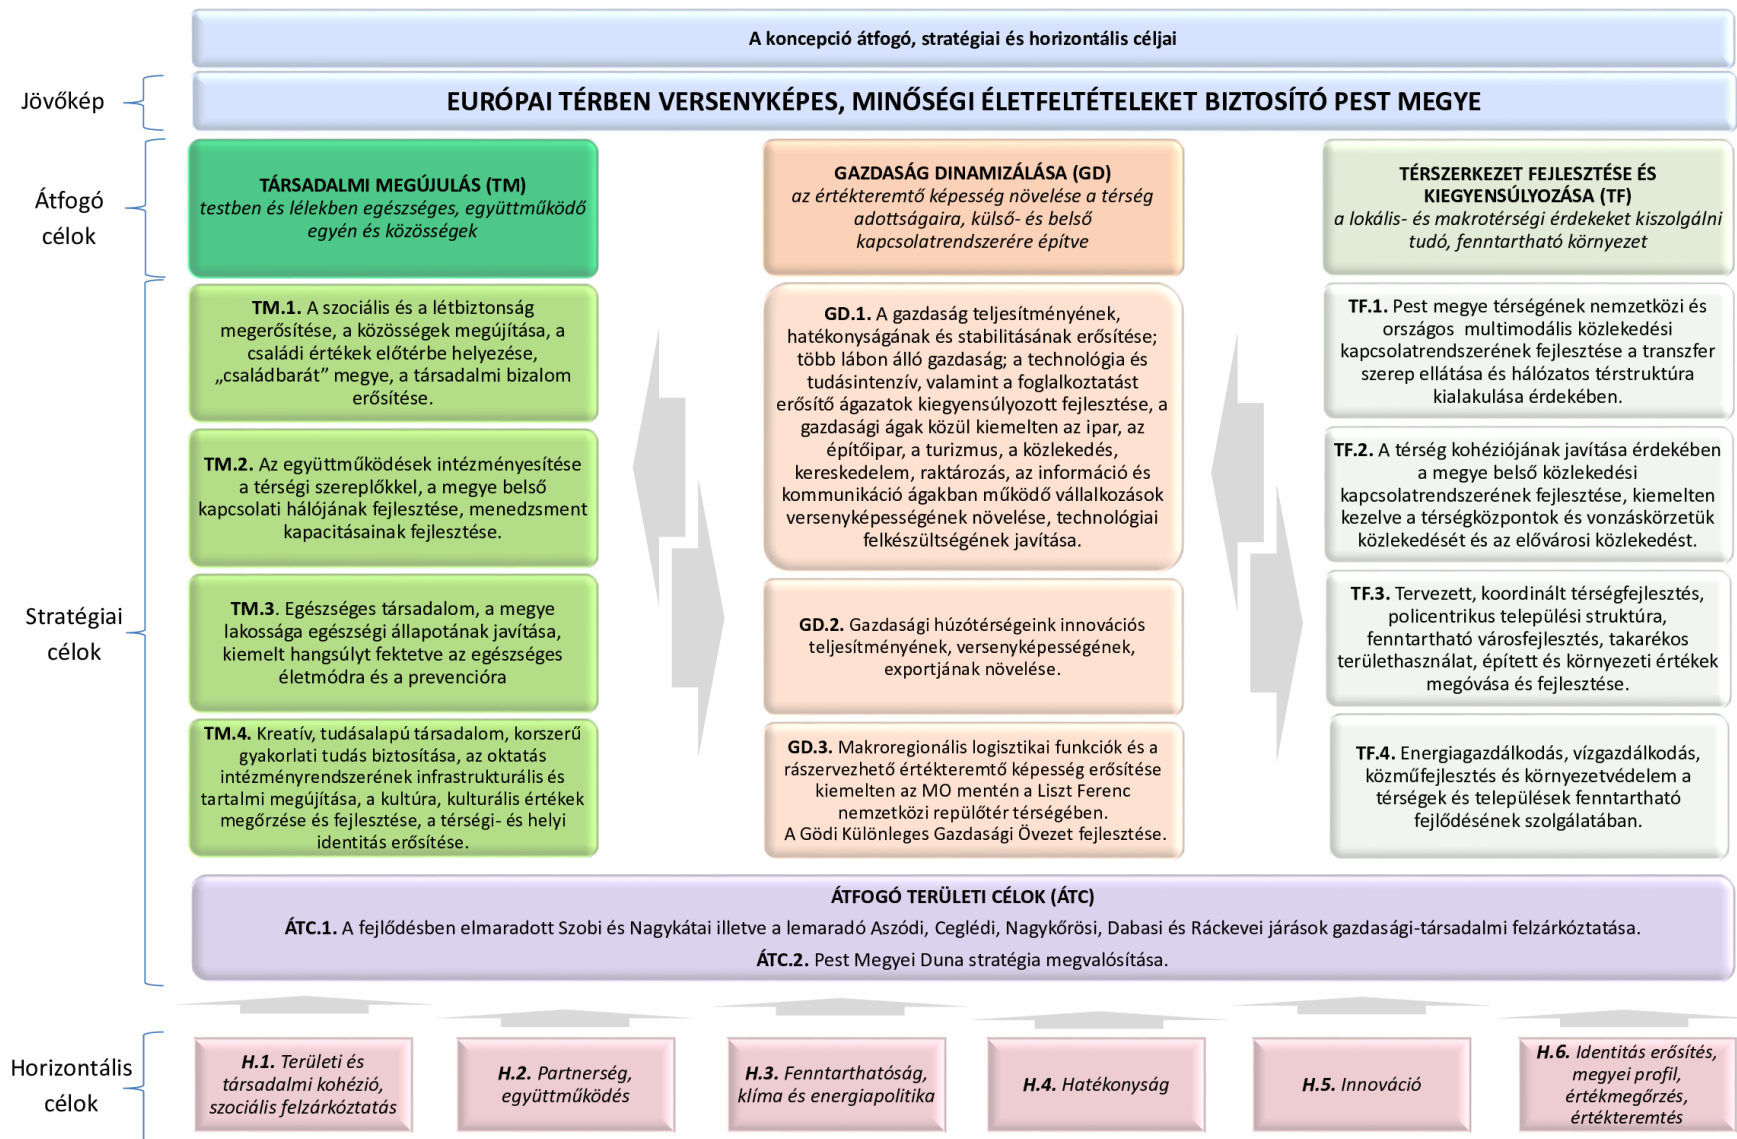 A koncepció átfogó, stratégiai és horizontális céljai
Jövőkép
EURÓPAI TÉRBEN VERSENYKÉPES, MINŐSÉGI ÉLETFELTÉTELEKET BIZTOSÍTÓ PEST MEGYE
Átfogó
célok
TÁRSADALMI MEGÚJULÁS (TM)
testben és lélekben egészséges, együttműködő
egyén és közösségek
GAZDASÁG DINAMIZÁLÁSA (GD)
az értékteremtő képesség növelése a térség
adottságaira, külső- és belső
kapcsolatrendszerére építve
TÉRSZERKEZET FEJLESZTÉSE ÉS
KIEGYENSÚLYOZÁSA (TF)
a lokális- és makrotérségi érdekeket kiszolgálni
tudó, fenntartható környezet
Stratégiai
célok
TM.1. A szociális és a létbiztonság
megerősítése, a közösségek megújítása, a
családi értékek előtérbe helyezése,
„családbarát” megye, a társadalmi bizalom
erősítése.
TM.2. Az együttműködések intézményesítése
a térségi szereplőkkel, a megye belső
kapcsolati hálójának fejlesztése, menedzsment
kapacitásainak fejlesztése.
TM.3. Egészséges társadalom, a megye
lakossága egészségi állapotának javítása,
kiemelt hangsúlyt fektetve az egészséges
életmódra és a prevencióra
TM.4. Kreatív, tudásalapú társadalom, korszerű
gyakorlati tudás biztosítása, az oktatás
intézményrendszerének infrastrukturális és
tartalmi megújítása, a kultúra, kulturális értékek
megőrzése és fejlesztése, a térségi- és helyi
identitás erősítése.
GD.1. A gazdaság teljesítményének,
hatékonyságának és stabilitásának erősítése;
több lábon álló gazdaság; a technológia és
tudásintenzív, valamint a foglalkoztatást
erősítő ágazatok kiegyensúlyozott fejlesztése, a
gazdasági ágak közül kiemelten az ipar, az
építőipar, a turizmus, a közlekedés,
kereskedelem, raktározás, az információ és
kommunikáció ágakban működő vállalkozások
versenyképességének növelése, technológiai
felkészültségének javítása.
GD.2. Gazdasági húzótérségeink innovációs
teljesítményének, versenyképességének,
exportjának növelése.
GD.3. Makroregionális logisztikai funkciók és a
rászervezhető értékteremtő képesség erősítése
kiemelten az MO mentén a Liszt Ferenc
nemzetközi repülőtér térségében.
A Gödi Különleges Gazdasági Övezet fejlesztése.
TF.1. Pest megye térségének nemzetközi és
országos multimodális közlekedési
kapcsolatrendszerének fejlesztése a transzfer
szerep ellátása és hálózatos térstruktúra
kialakulása érdekében.
TF.2. A térség kohéziójának javítása érdekében
a megye belső közlekedési
kapcsolatrendszerének fejlesztése, kiemelten
kezelve a térségközpontok és vonzáskörzetük
közlekedését és az elővárosi közlekedést.
TF.3. Tervezett, koordinált térségfejlesztés,
policentrikus települési struktúra,
fenntartható városfejlesztés, takarékos
területhasználat, épített és környezeti értékek
megóvása és fejlesztése.
TF.4. Energiagazdálkodás, vízgazdálkodás,
közműfejlesztés és környezetvédelem a
térségek és települések fenntartható
fejlődésének szolgálatában.
ÁTFOGÓ TERÜLETI CÉLOK (ÁTC)
ÁTC.1. A fejlődésben elmaradott Szobi és Nagykátai illetve a lemaradó Aszódi, Ceglédi, Nagykőrösi, Dabasi és Ráckevei járások gazdasági-társadalmi felzárkóztatása.
ÁTC.2. Pest Megyei Duna stratégia megvalósítása.
Horizontális
célok
H.1. Területi és
társadalmi kohézió,
szociális felzárkóztatás
H.2. Partnerség,
együttműködés
H.3. Fenntarthatóság,
klíma és energiapolitika
H.4. Hatékonyság
H.5. Innováció
H.6. Identitás erősítés,
megyei profil,
értékmegőrzés,
értékteremtés